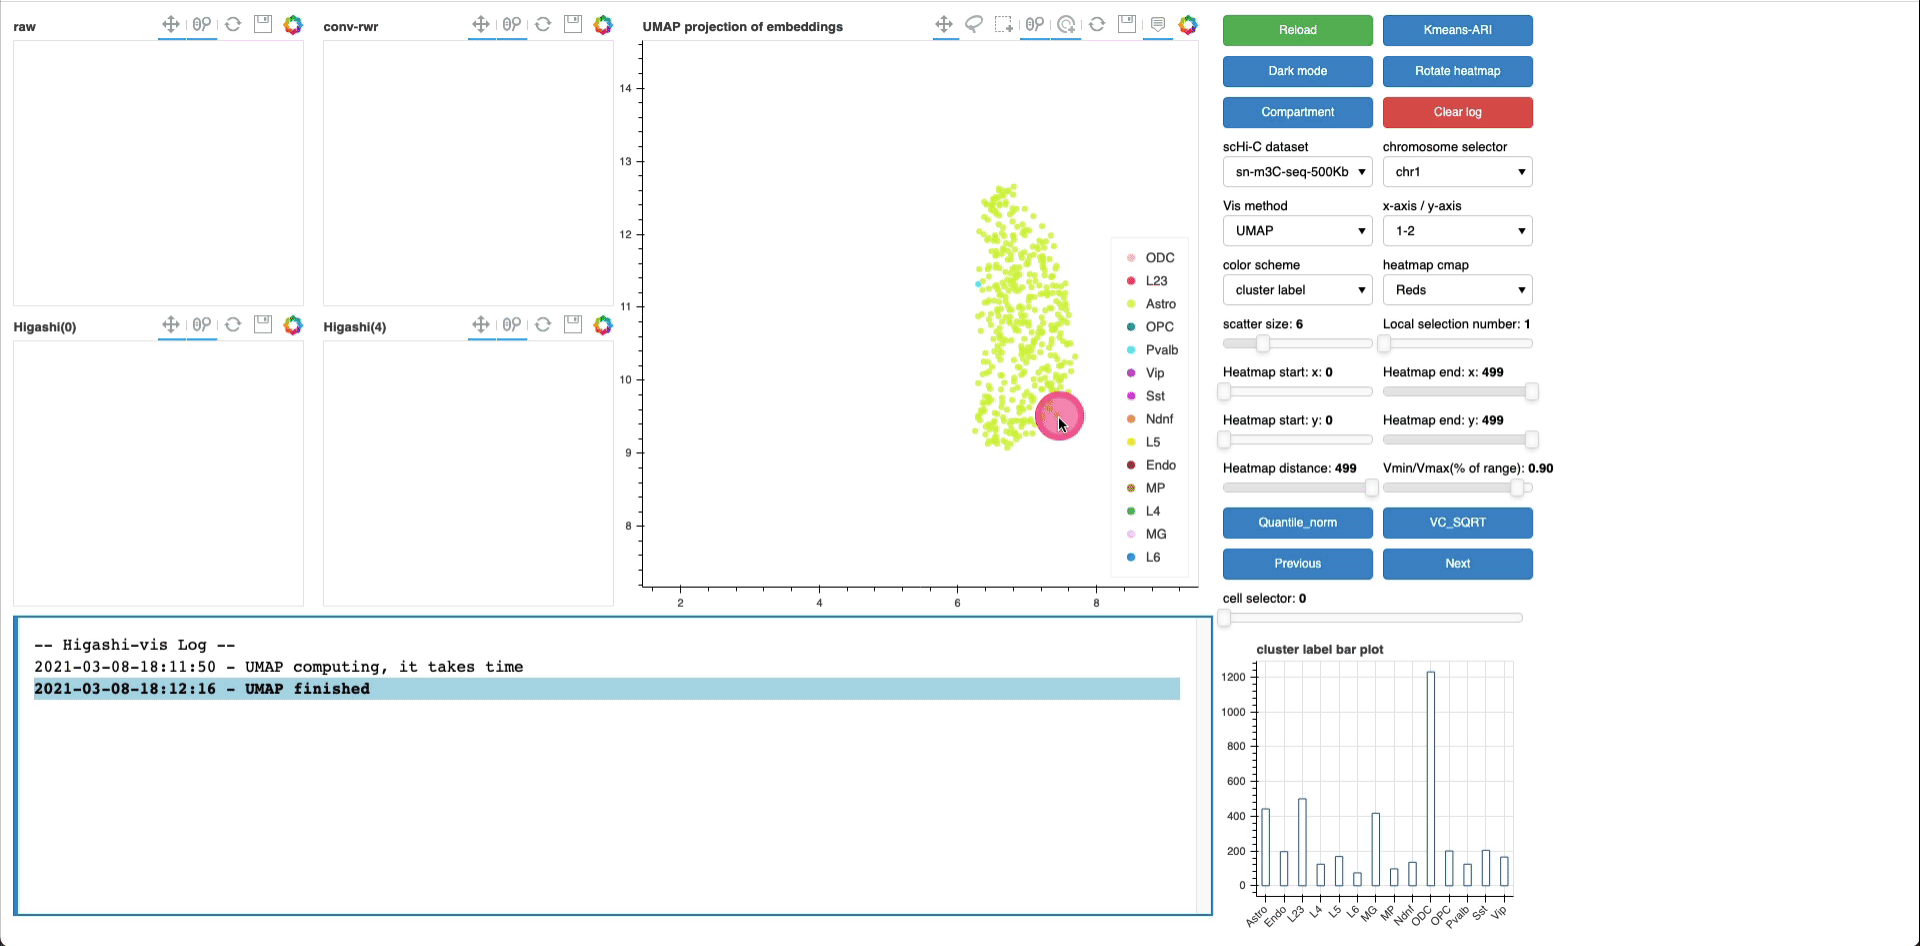 raw
conv-rwr
UMAP projection of embeddings
14
13
12
11
10
9
8
2
4
6
8
ODC
L23
Astro
OPC
Pvalb
Vip
Sst
Ndnf
L5
Endo
MP
L4
MG
L6
Higashi(0)
Higashi(4)
Reload
Kmeans-ARI
Dark mode
Rotate heatmap
Compartment
Clear log
scHi-C dataset
chromosome selector
sn-m3C-seq-500Kb
chr1
Vis method
x-axis / y-axis
UMAP
1-2
color scheme
heatmap cmap
cluster label
Reds
scatter size: 6
Local selection number: 1
Heatmap start: x: 0
Heatmap end: x: 499
Heatmap start: y: 0
Heatmap end: y: 499
Heatmap distance: 499
Vmin/Vmax(% of range): 0.90
Quantile_norm
VC_SQRT
Previous
Next
cell selector: 0
-- Higashi-vis Log --
2021-03-08-18:11:50 - UMAP computing, it takes time
2021-03-08-18:12:16 - UMAP finished
cluster label bar plot
1200
1000
800
600
400
200
0
Astro
Endo
L23
L4
L5
L6
MG
MP
Ndnf
ODC
OPC
Pvalb
Sst
Vip